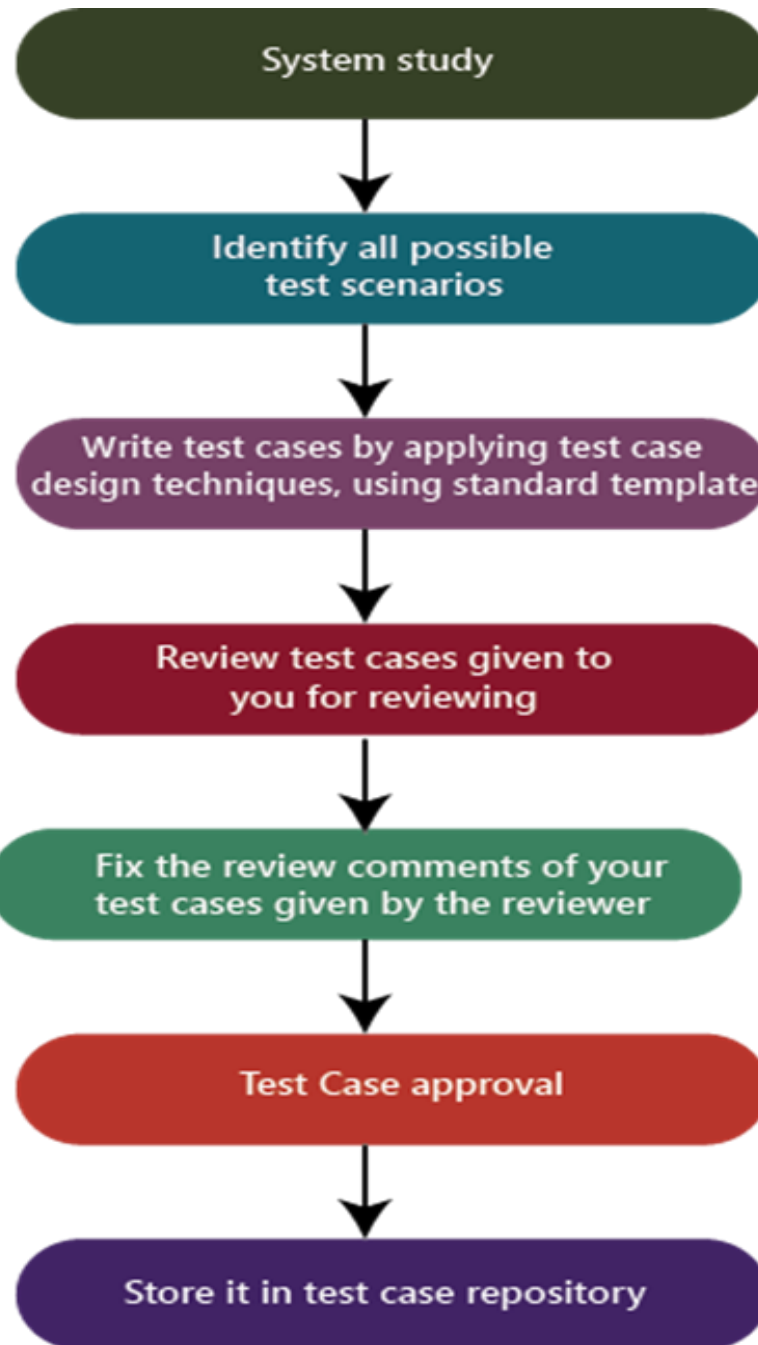 System study
Identify all possible
test scenarios
Write test cases by applying test case
design techniques, using standard template
Review test cases given to
you for reviewing
Fix the review comments of your
test cases given by the reviewer
Test Case approval
Store it in test case repository